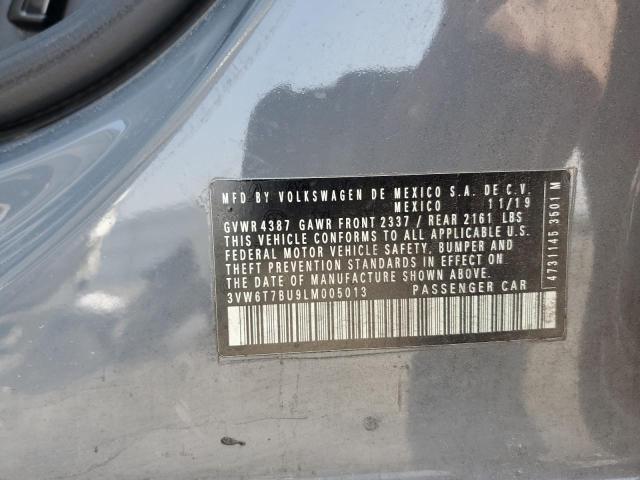 MFD BY VOLKSWAGEN DE MEXICO S.A. DE C.V.
MEXICO 11/19
GVWR 4387 GAWR FRONT 2337 / REAR 2161 LBS
THIS VEHICLE CONFORMS TO ALL APPLICABLE U.S.
FEDERAL MOTOR VEHICLE SAFETY, BUMPER AND
THEFT PREVENTION STANDARDS IN EFFECT ON
THE DATE OF MANUFACTURE SHOWN ABOVE.
3VW6T7BU9LM005013 PASSENGER CAR
4731145 3501 M